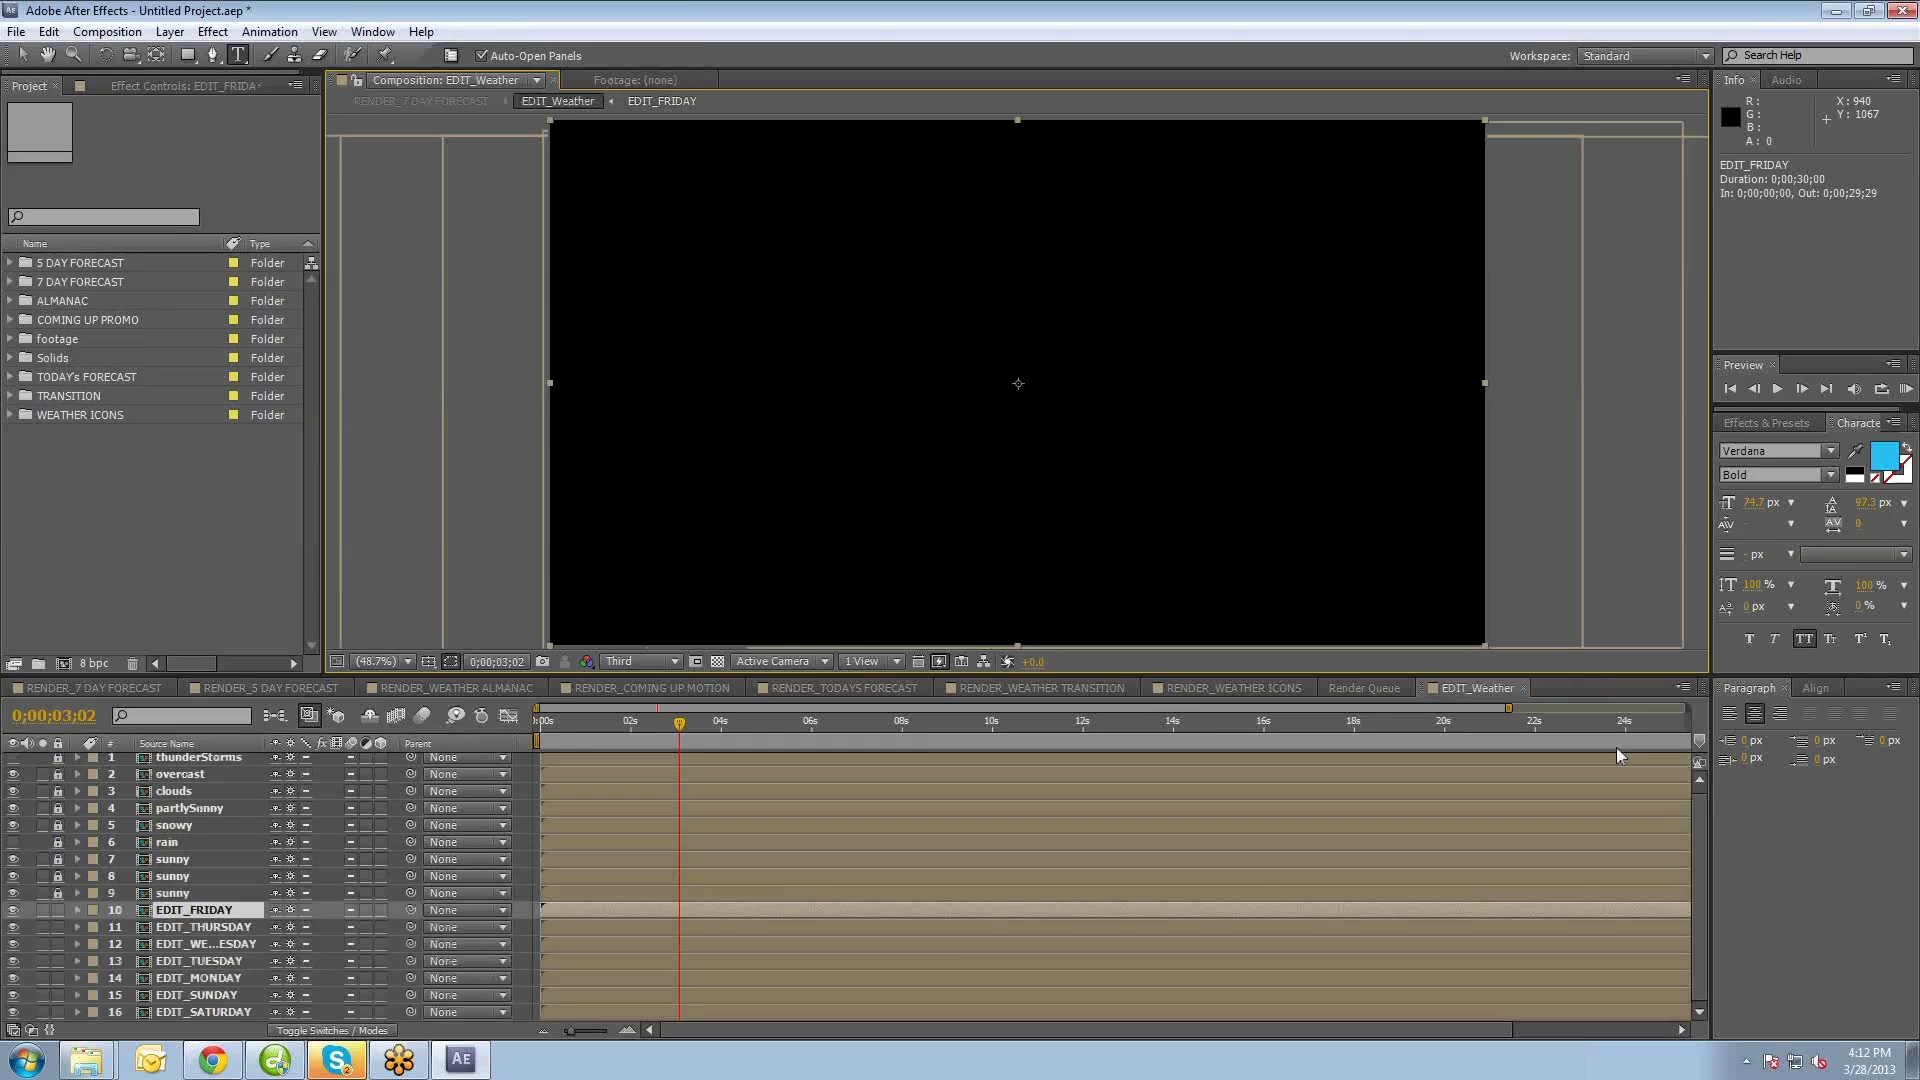 Adobe After Effects - Untitled Project.aep *
File Edit Composition Layer Effect Animation View Window Help
Auto-Open Panels
Workspace: Standard
Search Help
Project
Effect Controls: EDIT_FRIDAY
Composition: EDIT_Weather
Footage: (none)
Info
Audio
RENDER_7 DAY FORECAST
EDIT_Weather
EDIT_FRIDAY
R:
G:
B:
A: 0
X: 940
Y: 1067
EDIT_FRIDAY
Duration: 0;00;30;00
In: 0;00;00;00, Out: 0;00;29;29
Name Type
5 DAY FORECAST Folder
7 DAY FORECAST Folder
ALMANAC Folder
COMING UP PROMO Folder
footage Folder
Solids Folder
TODAY's FORECAST Folder
TRANSITION Folder
WEATHER ICONS Folder
Preview
Effects & Presets
Characte
Verdana
Bold
74.7 px
97.3 px
0
- px
100 %
100 %
0 px
0 %
T T TT Tr T¹ T₁
8 bpc
(48.7%)
0;00;03;02
Third
Active Camera
1 View
+0.0
RENDER_7 DAY FORECAST
RENDER_5 DAY FORECAST
RENDER_WEATHER ALMANAC
RENDER_COMING UP MOTION
RENDER_TODAYS FORECAST
RENDER_WEATHER TRANSITION
RENDER_WEATHER ICONS
Render Queue
EDIT_Weather
Paragraph
Align
0;00;03;02
):00s 02s 04s 06s 08s 10s 12s 14s 16s 18s 20s 22s 24s
0 px 0 px 0 px
0 px 0 px
# Source Name Parent
1 thunderStorms None
2 overcast None
3 clouds None
4 partlySunny None
5 snowy None
6 rain None
7 sunny None
8 sunny None
9 sunny None
10 EDIT_FRIDAY None
11 EDIT_THURSDAY None
12 EDIT_WE...ESDAY None
13 EDIT_TUESDAY None
14 EDIT_MONDAY None
15 EDIT_SUNDAY None
16 EDIT_SATURDAY None
Toggle Switches / Modes
AE
4:12 PM
3/28/2013